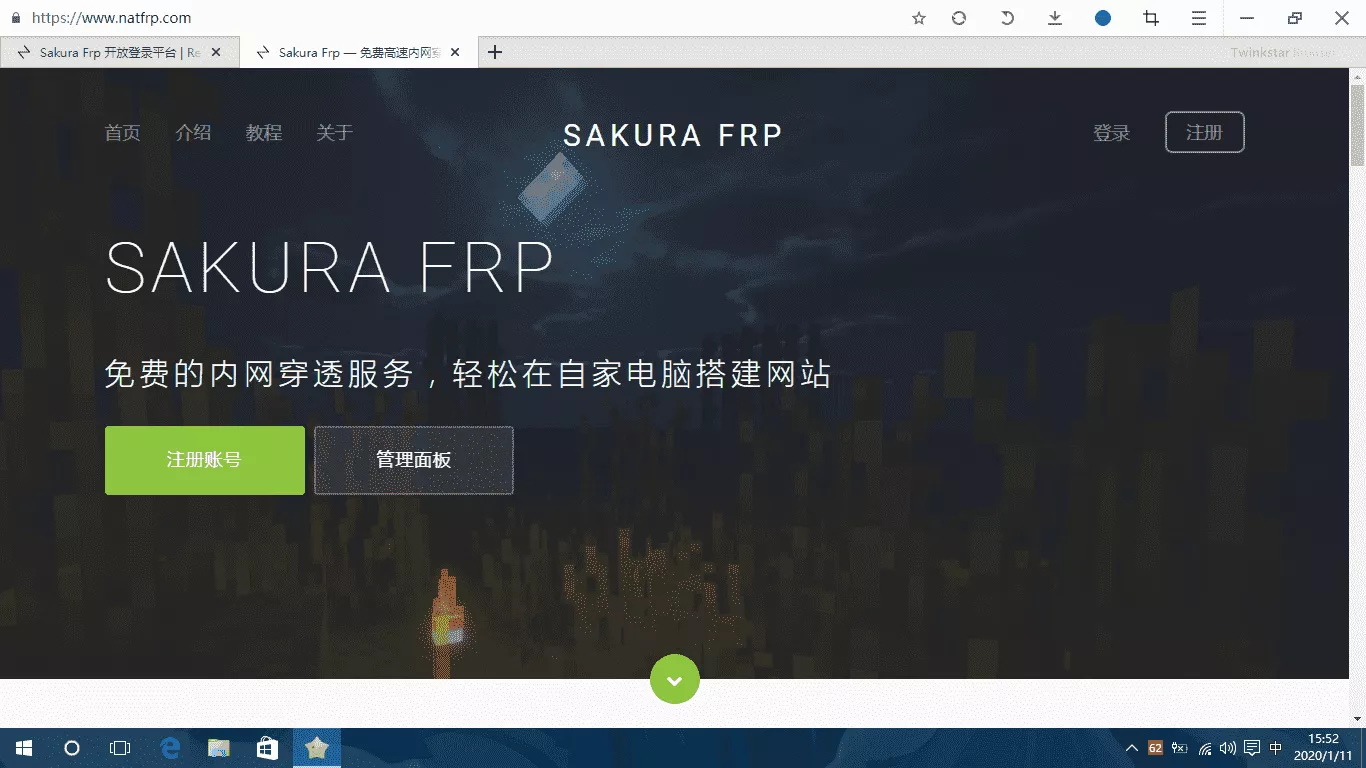 https://www.natfrp.com
Sakura Frp 开放登录平台 | Re
Sakura Frp — 免费高速内网穿
Twinkstar Browser
首页 介绍 教程 关于 SAKURA FRP 登录 注册
SAKURA FRP
免费的内网穿透服务，轻松在自家电脑搭建网站
注册账号 管理面板
62 中 15:52
2020/1/11